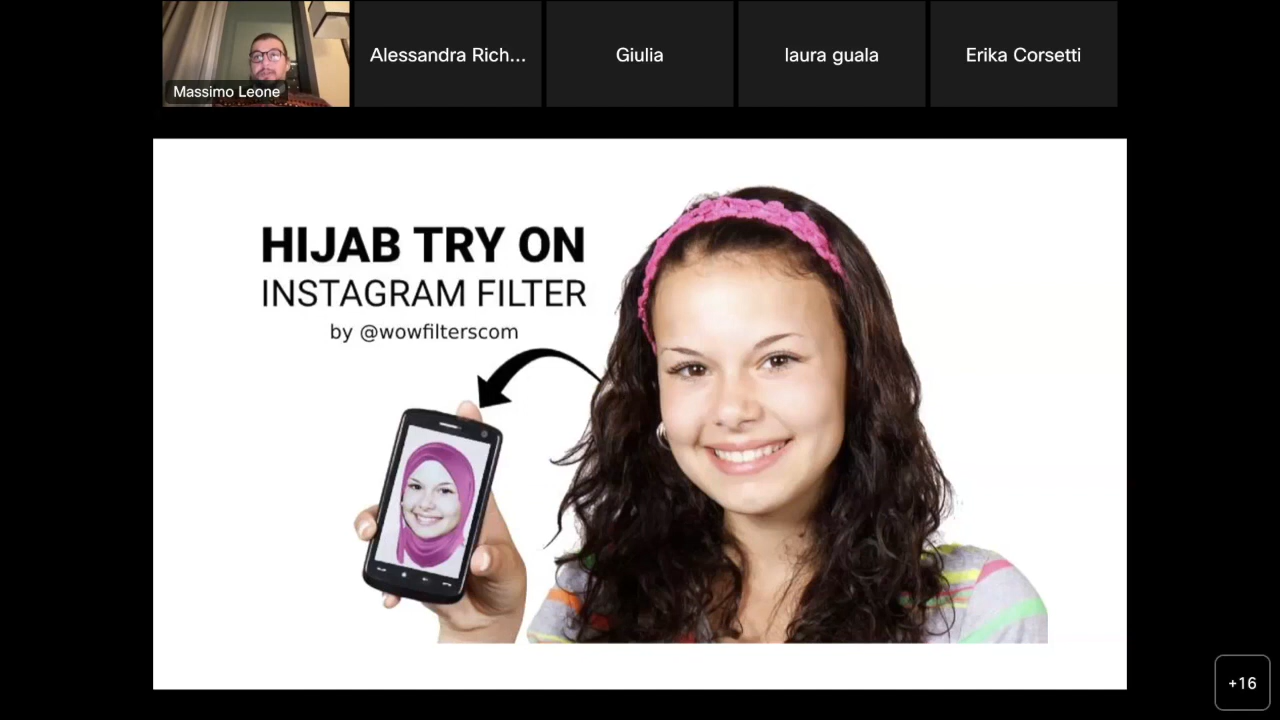 Massimo Leone
Alessandra Rich...
Giulia
laura guala
Erika Corsetti
HIJAB TRY ON
INSTAGRAM FILTER
by @wowfilterscom
+16